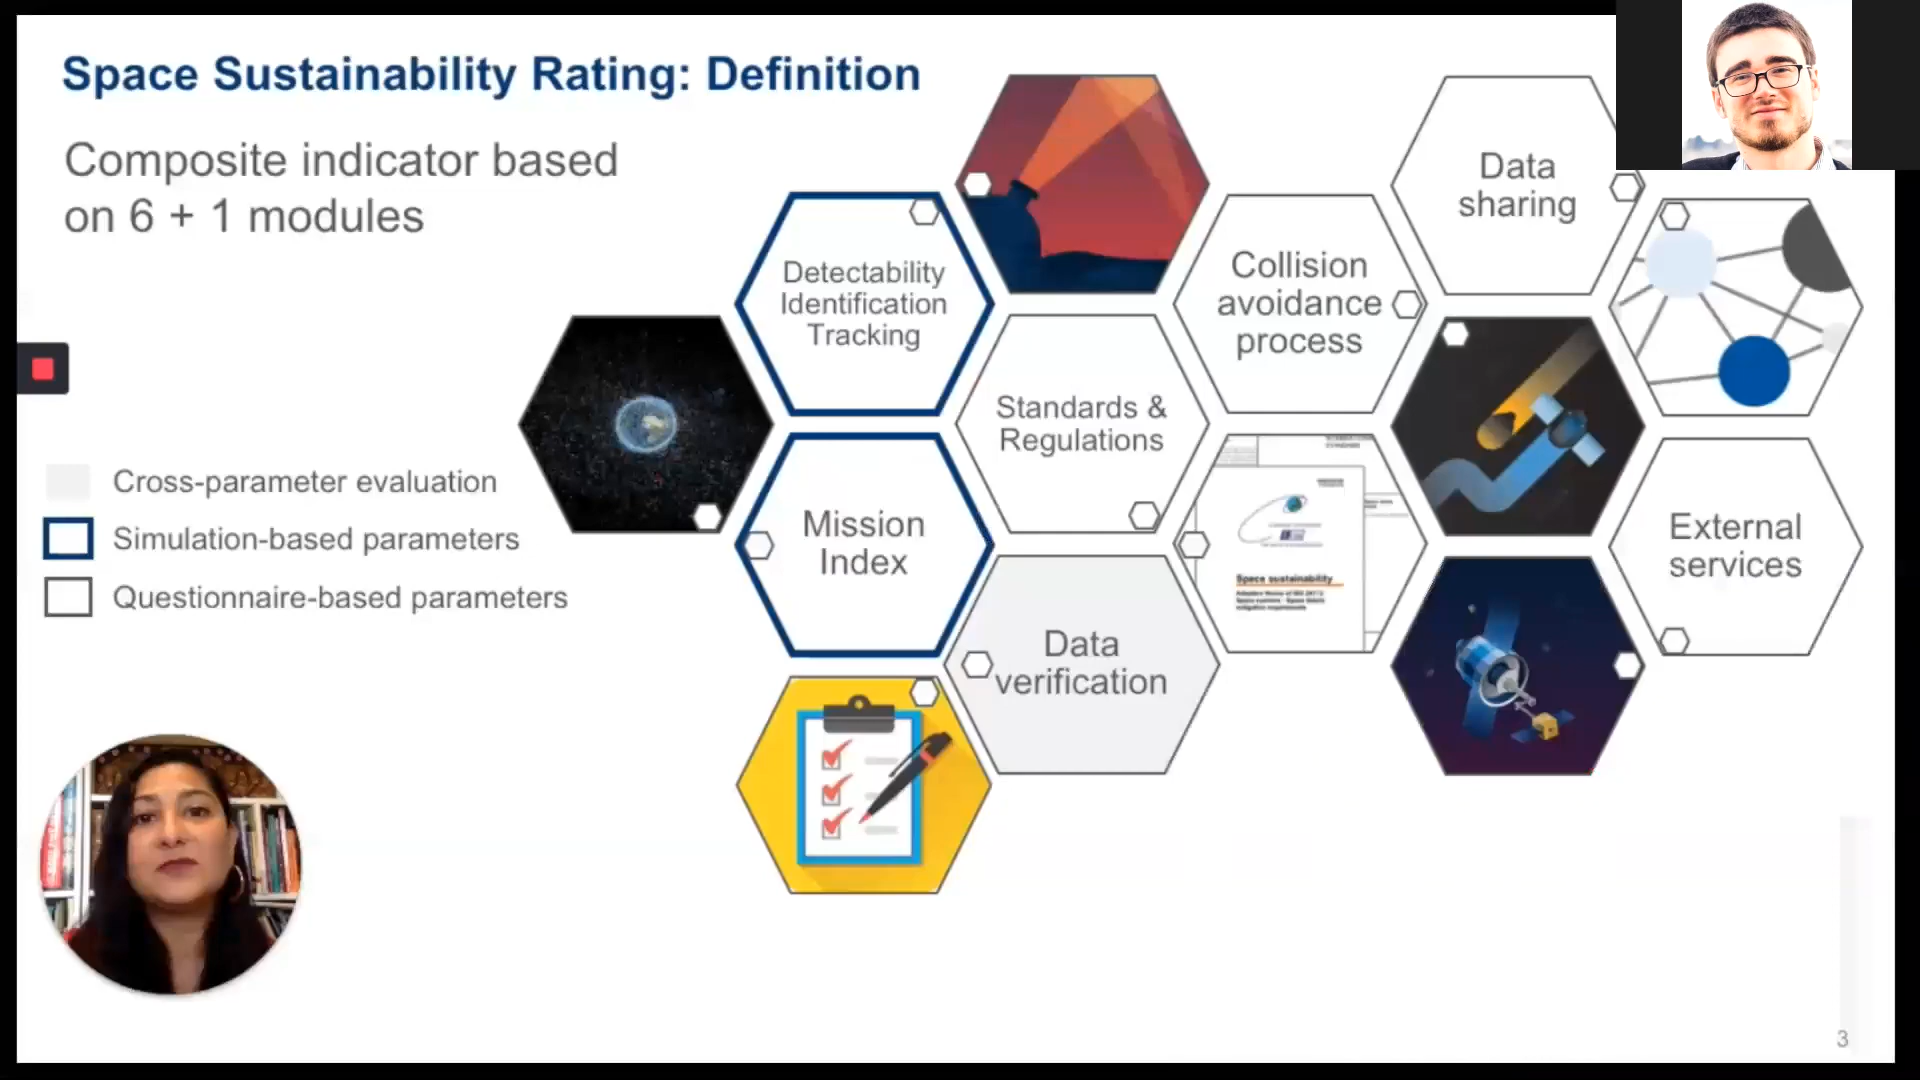 Space Sustainability Rating: Definition
Composite indicator based
on 6 + 1 modules
Detectability
Identification
Tracking
Collision
avoidance
process
Data
sharing
Standards &
Regulations
Mission
Index
Data
verification
External
services
Space sustainability
Cross-parameter evaluation
Simulation-based parameters
Questionnaire-based parameters
3